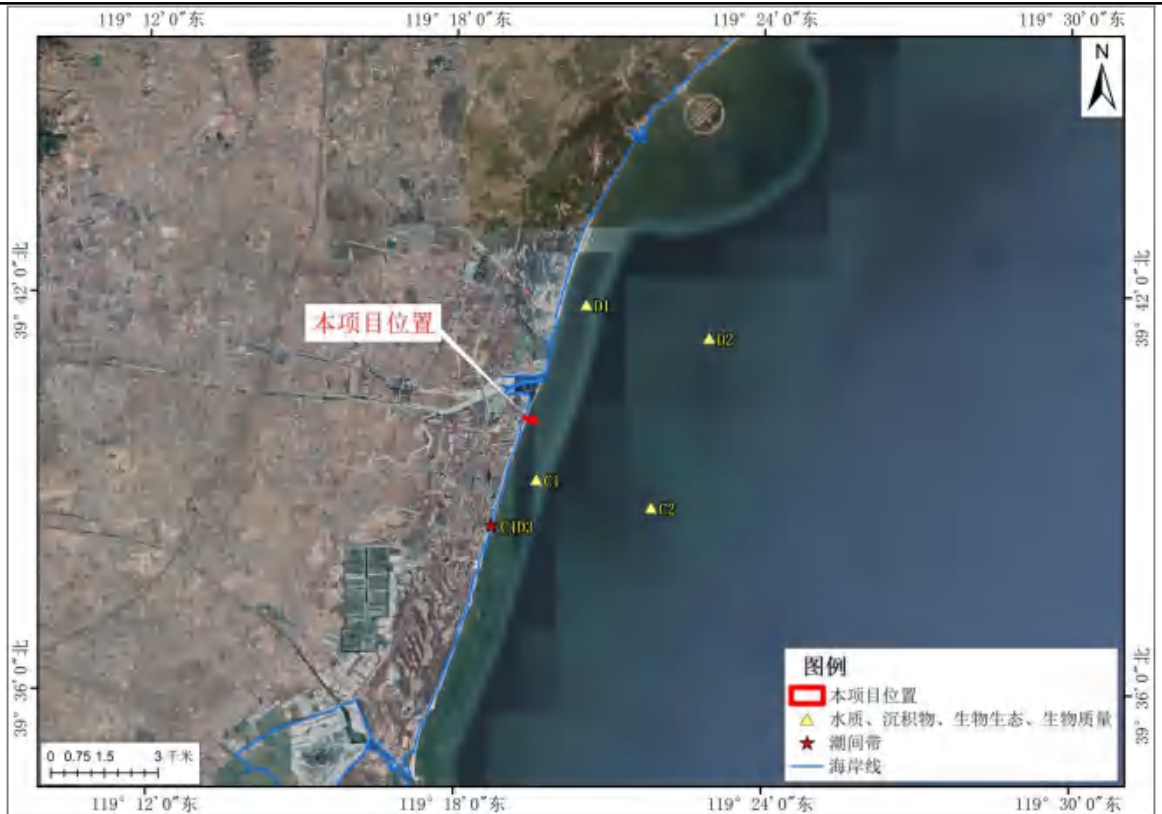 119° 12′0″东
119° 18′0″东
119° 24′0″东
119° 30′0″东
N
39° 42′0″北
39° 42′0″北
D1
本项目位置
D2
C1
C2
C4D3
39° 36′0″北
39° 36′0″北
图例
本项目位置
水质、沉积物、生物生态、生物质量
潮间带
海岸线
0 0.75 1.5 3 千米
119° 12′0″东
119° 18′0″东
119° 24′0″东
119° 30′0″东